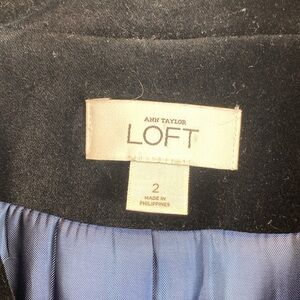 ANN TAYLOR
LOFT
2
MADE IN
PHILIPPINES